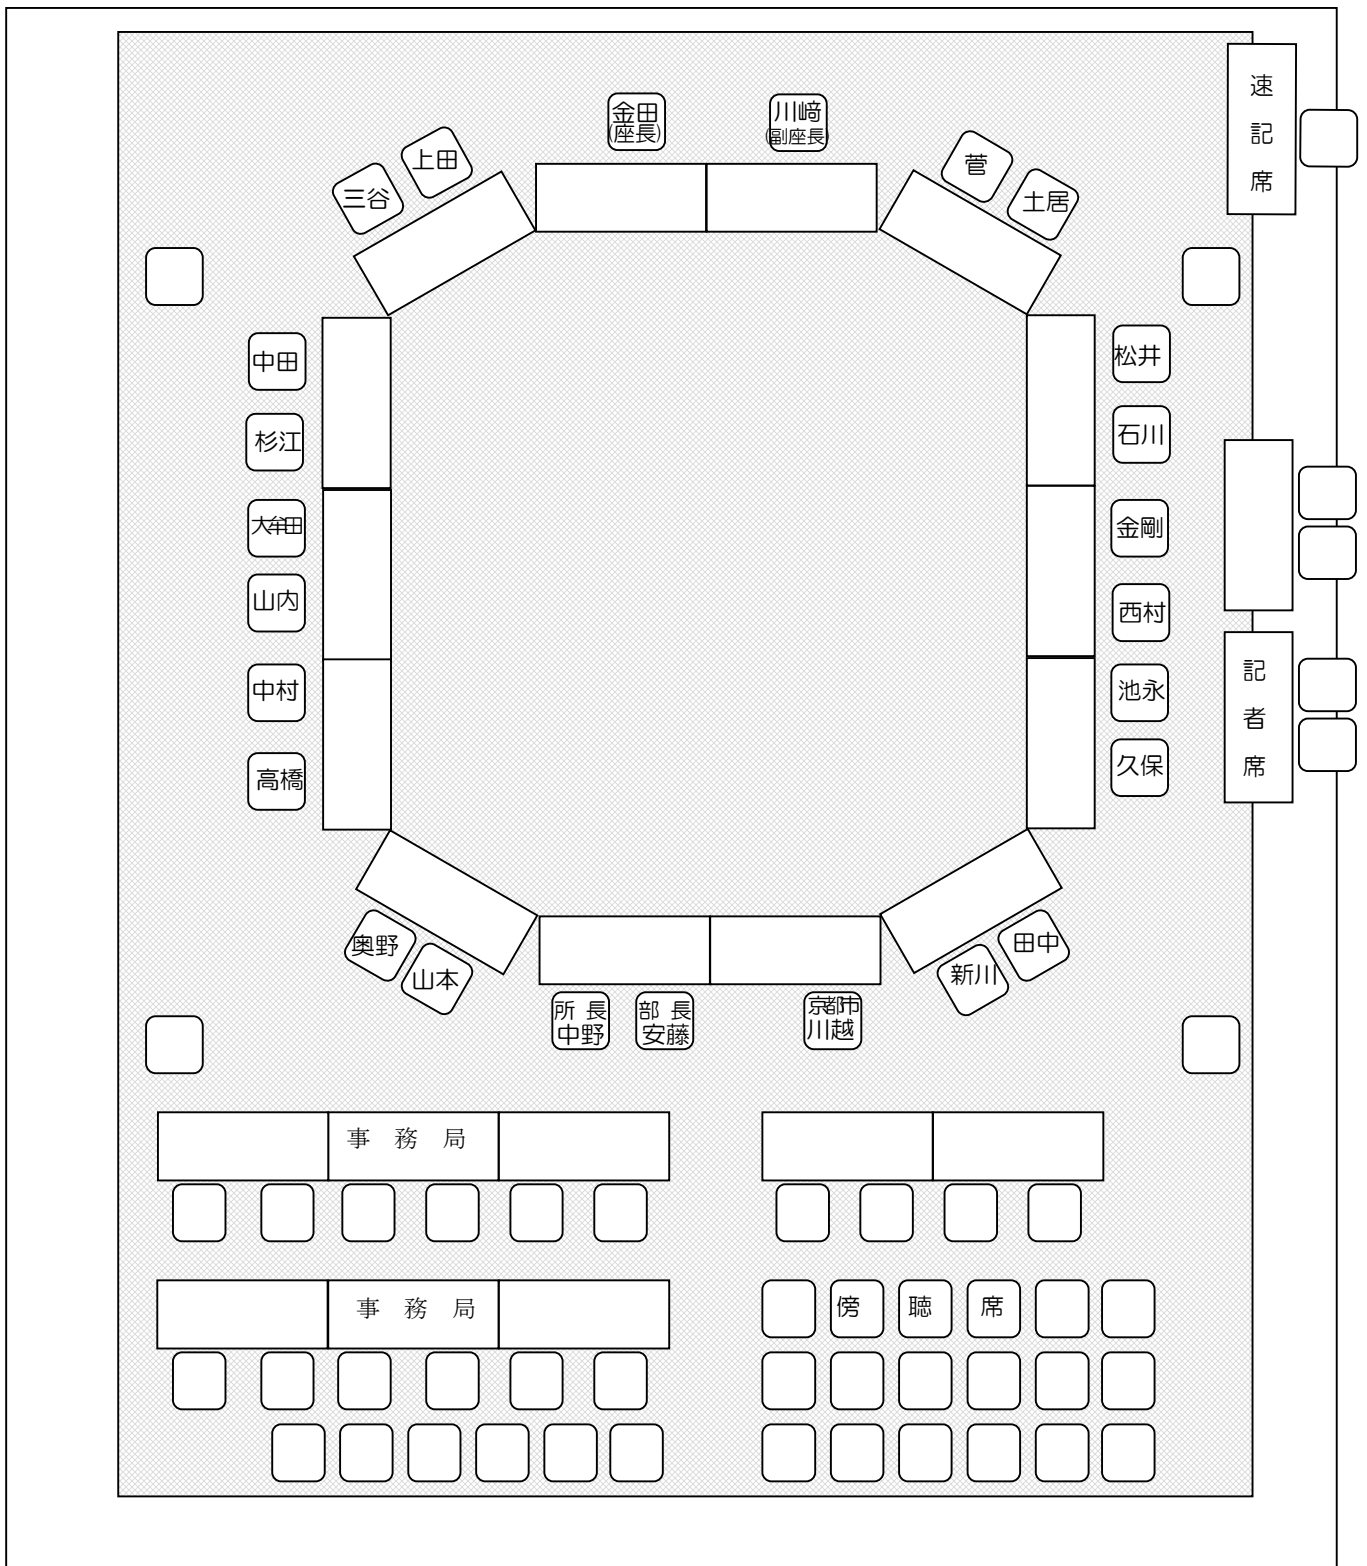 金田
(座長)
川﨑
(副座長)
上田
三谷
菅
土居
速記席
中田
杉江
大牟田
山内
中村
高橋
松井
石川
金剛
西村
池永
久保
記者席
奥野
山本
所長
中野
部長
安藤
京都市
川越
新川
田中
事務局
事務局
傍聴席